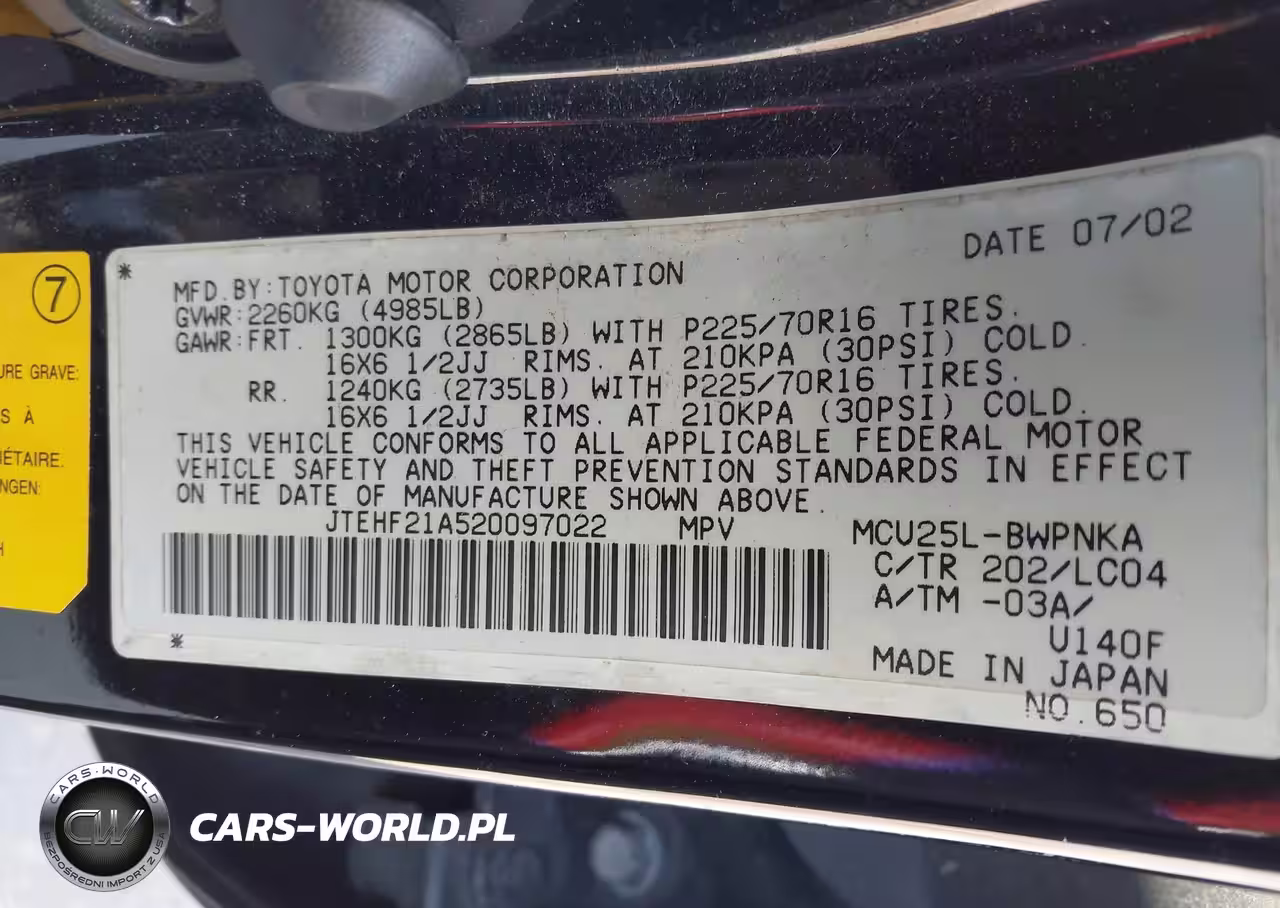 DATE 07/02
MFD.BY:TOYOTA MOTOR CORPORATION
GVWR:2260KG (4985LB)
GAWR:FRT. 1300KG (2865LB) WITH P225/70R16 TIRES.
16X6 1/2JJ RIMS. AT 210KPA (30PSI) COLD.
RR. 1240KG (2735LB) WITH P225/70R16 TIRES.
16X6 1/2JJ RIMS. AT 210KPA (30PSI) COLD.
THIS VEHICLE CONFORMS TO ALL APPLICABLE FEDERAL MOTOR
VEHICLE SAFETY AND THEFT PREVENTION STANDARDS IN EFFECT
ON THE DATE OF MANUFACTURE SHOWN ABOVE.
JTEHF21A520097022 MPV MCU25L-BWPNKA
C/TR 202/LC04
A/TM -03A/
U140F
MADE IN JAPAN
NO.650
7
URE GRAVE:
S À
IÉTAIRE.
NGEN:
H
CARS-WORLD
CW
BEZPOŚREDNI IMPORT Z USA
CARS-WORLD.PL